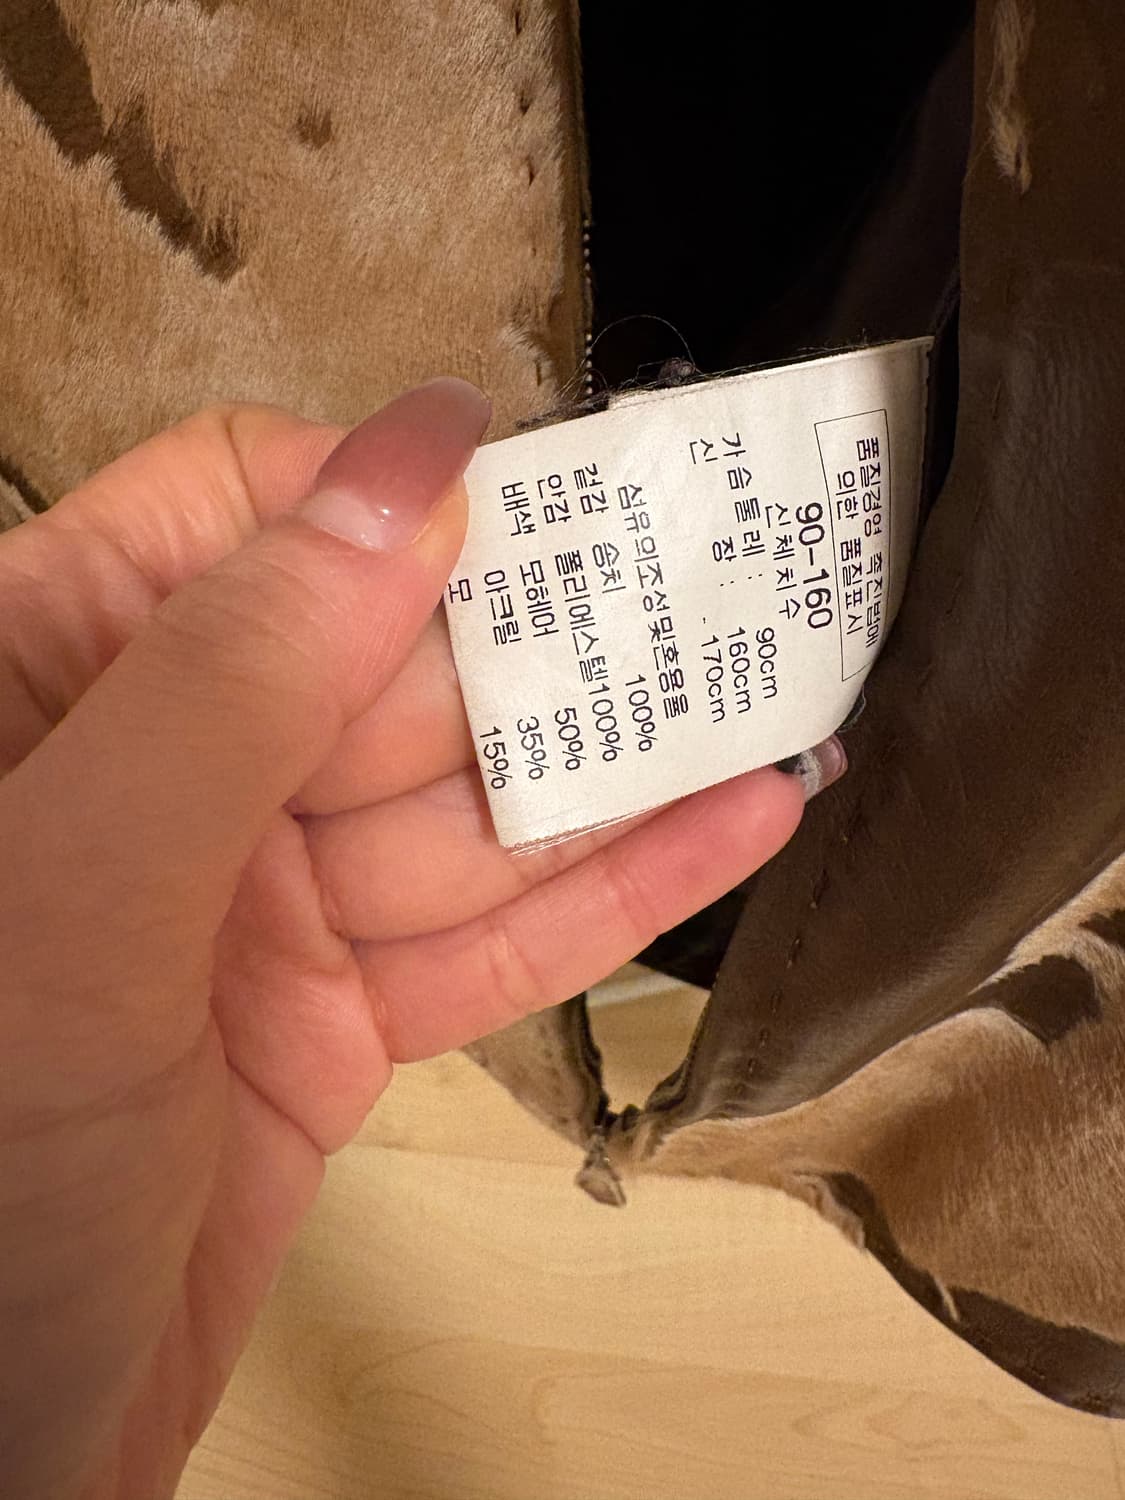 품질경영 촉진법에
의한 품질표시
90-160
신체치수
가슴둘레 : 90cm
신 장 : 160cm
- 170cm
섬유의조성및혼용율
겉감 송치 100%
안감 폴리에스텔100%
배색 모헤어 50%
아크릴 35%
모 15%